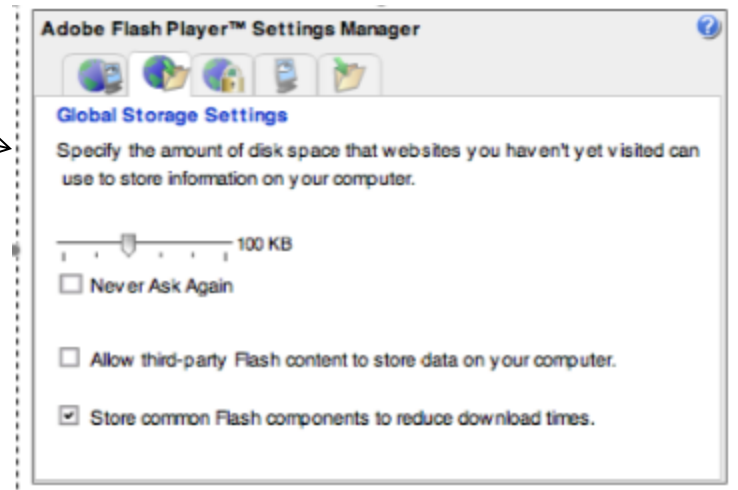 Adobe Flash Player™ Settings Manager
?
Global Storage Settings
Specify the amount of disk space that websites you haven't yet visited can
use to store information on your computer.
100 KB
Never Ask Again
Allow third-party Flash content to store data on your computer.
Store common Flash components to reduce download times.